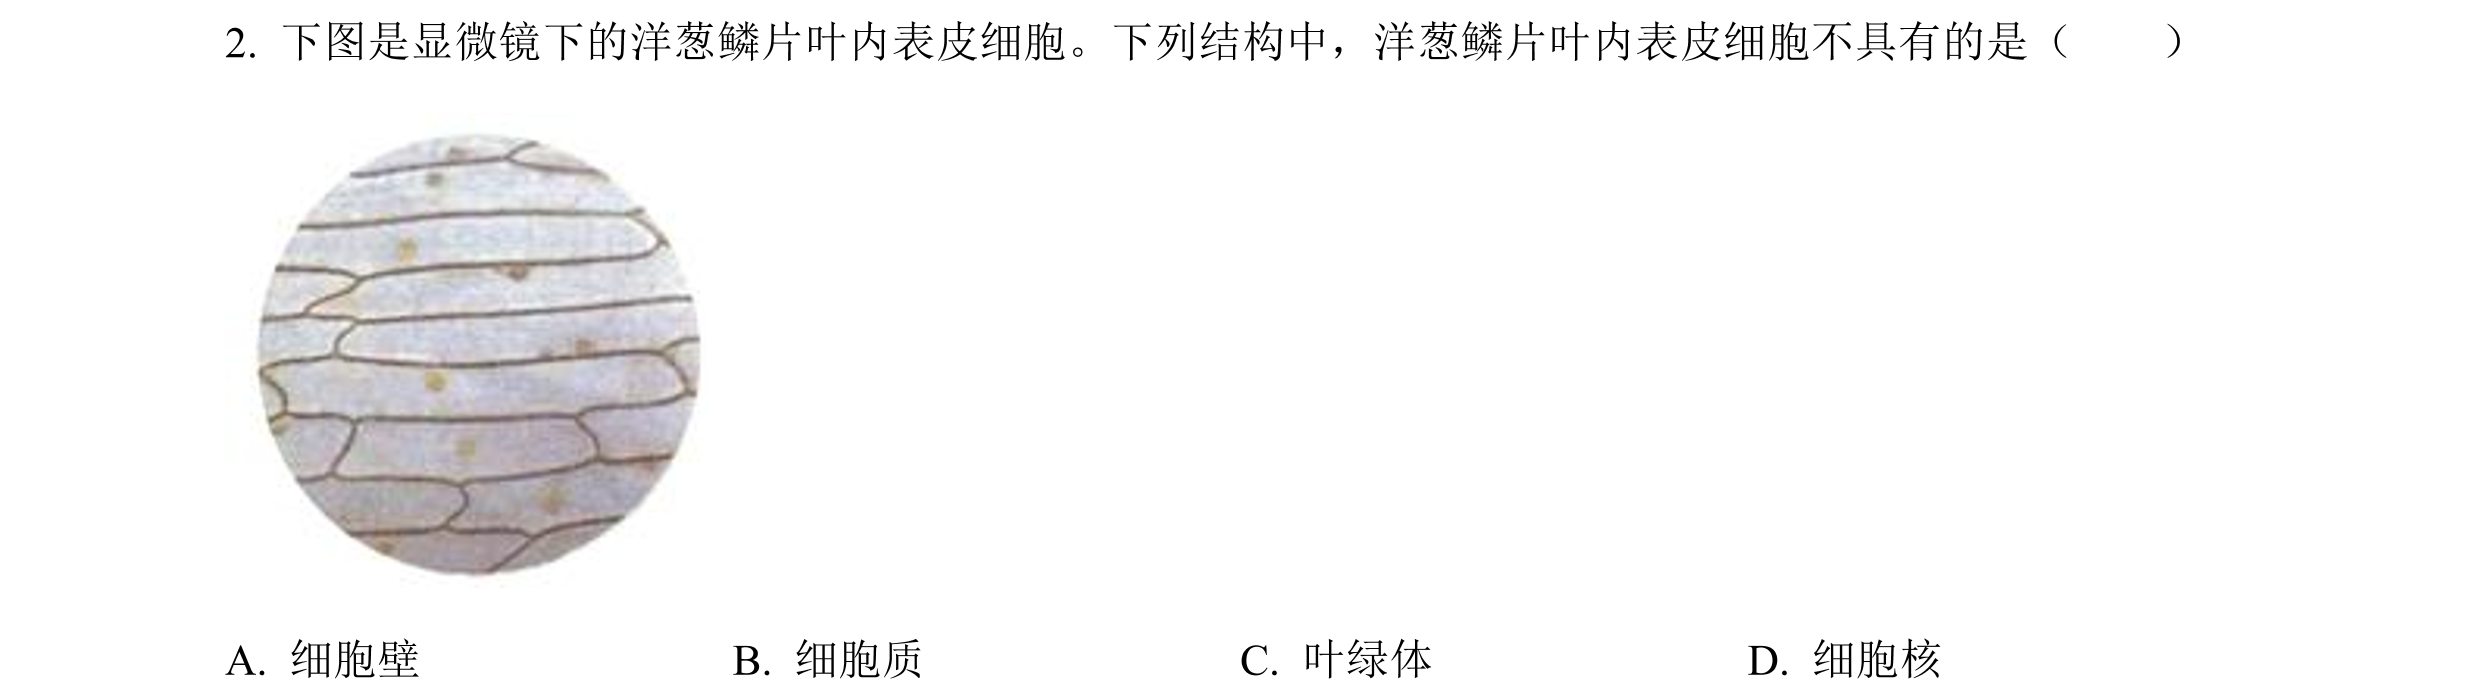 2. 下图是显微镜下的洋葱鳞片叶内表皮细胞。下列结构中，洋葱鳞片叶内表皮细胞不具有的是（　　）
A. 细胞壁　　B. 细胞质　　C. 叶绿体　　D. 细胞核